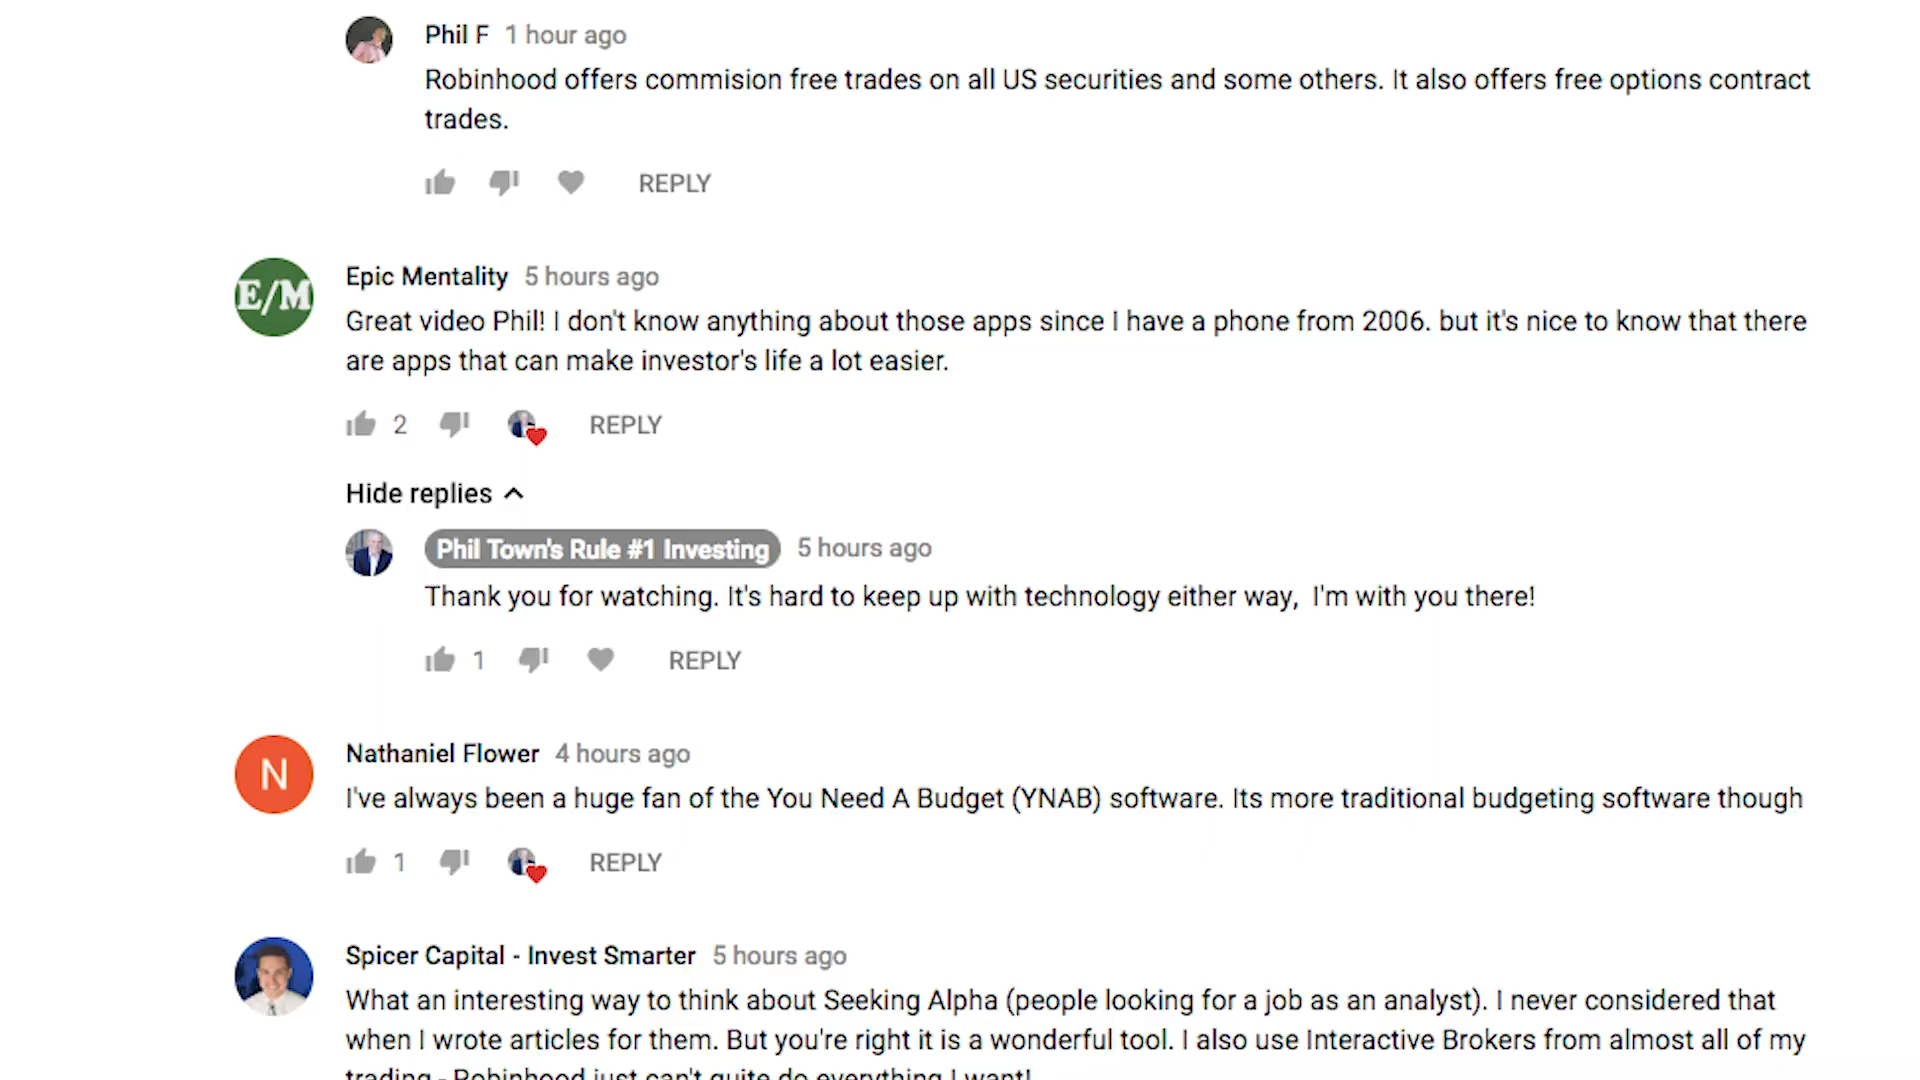 Phil F 1 hour ago
Robinhood offers commision free trades on all US securities and some others. It also offers free options contract
trades.
REPLY
E/M
Epic Mentality 5 hours ago
Great video Phil! I don't know anything about those apps since I have a phone from 2006. but it's nice to know that there
are apps that can make investor's life a lot easier.
2 REPLY
Hide replies
Phil Town's Rule #1 Investing 5 hours ago
Thank you for watching. It's hard to keep up with technology either way, I'm with you there!
1 REPLY
N
Nathaniel Flower 4 hours ago
I've always been a huge fan of the You Need A Budget (YNAB) software. Its more traditional budgeting software though
1 REPLY
Spicer Capital - Invest Smarter 5 hours ago
What an interesting way to think about Seeking Alpha (people looking for a job as an analyst). I never considered that
when I wrote articles for them. But you're right it is a wonderful tool. I also use Interactive Brokers from almost all of my
trading - Robinhood just can't quite do everything I want!